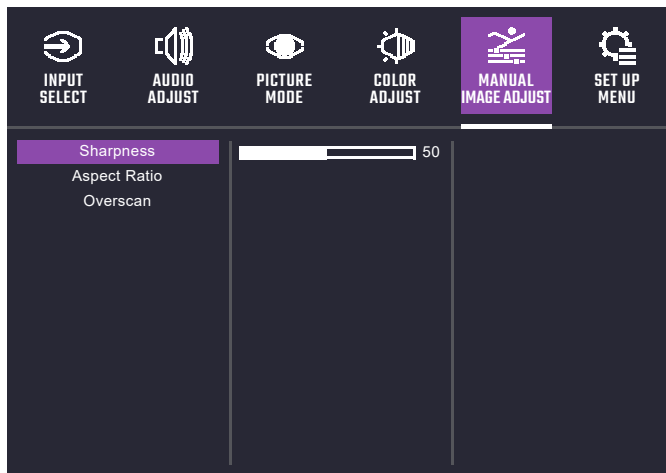 INPUT
SELECT
AUDIO
ADJUST
PICTURE
MODE
COLOR
ADJUST
MANUAL
IMAGE ADJUST
SET UP
MENU
Sharpness
50
Aspect Ratio
Overscan